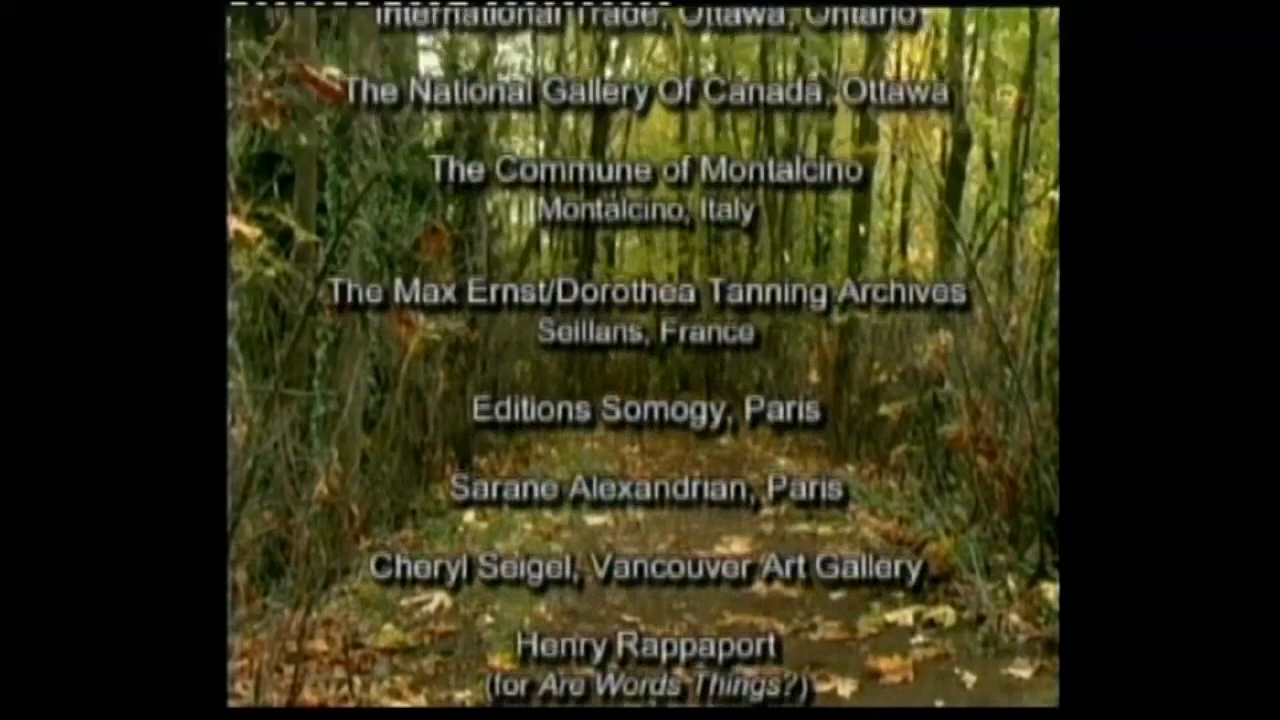 International Trade, Ottawa, Ontario
The National Gallery Of Canada, Ottawa
The Commune of Montalcino
Montalcino, Italy
The Max Ernst/Dorothea Tanning Archives
Seillans, France
Editions Somogy, Paris
Sarane Alexandrian, Paris
Cheryl Seigel, Vancouver Art Gallery
Henry Rappaport
(for Are Words Things?)